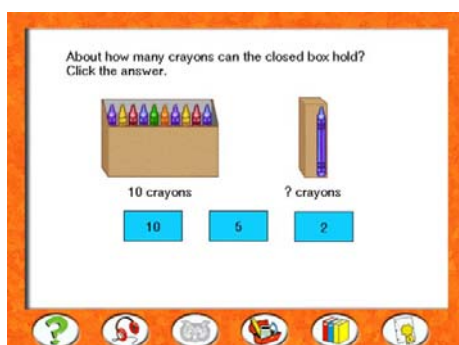 About how many crayons can the closed box hold?
Click the answer.
10 crayons
? crayons
10
5
2
?